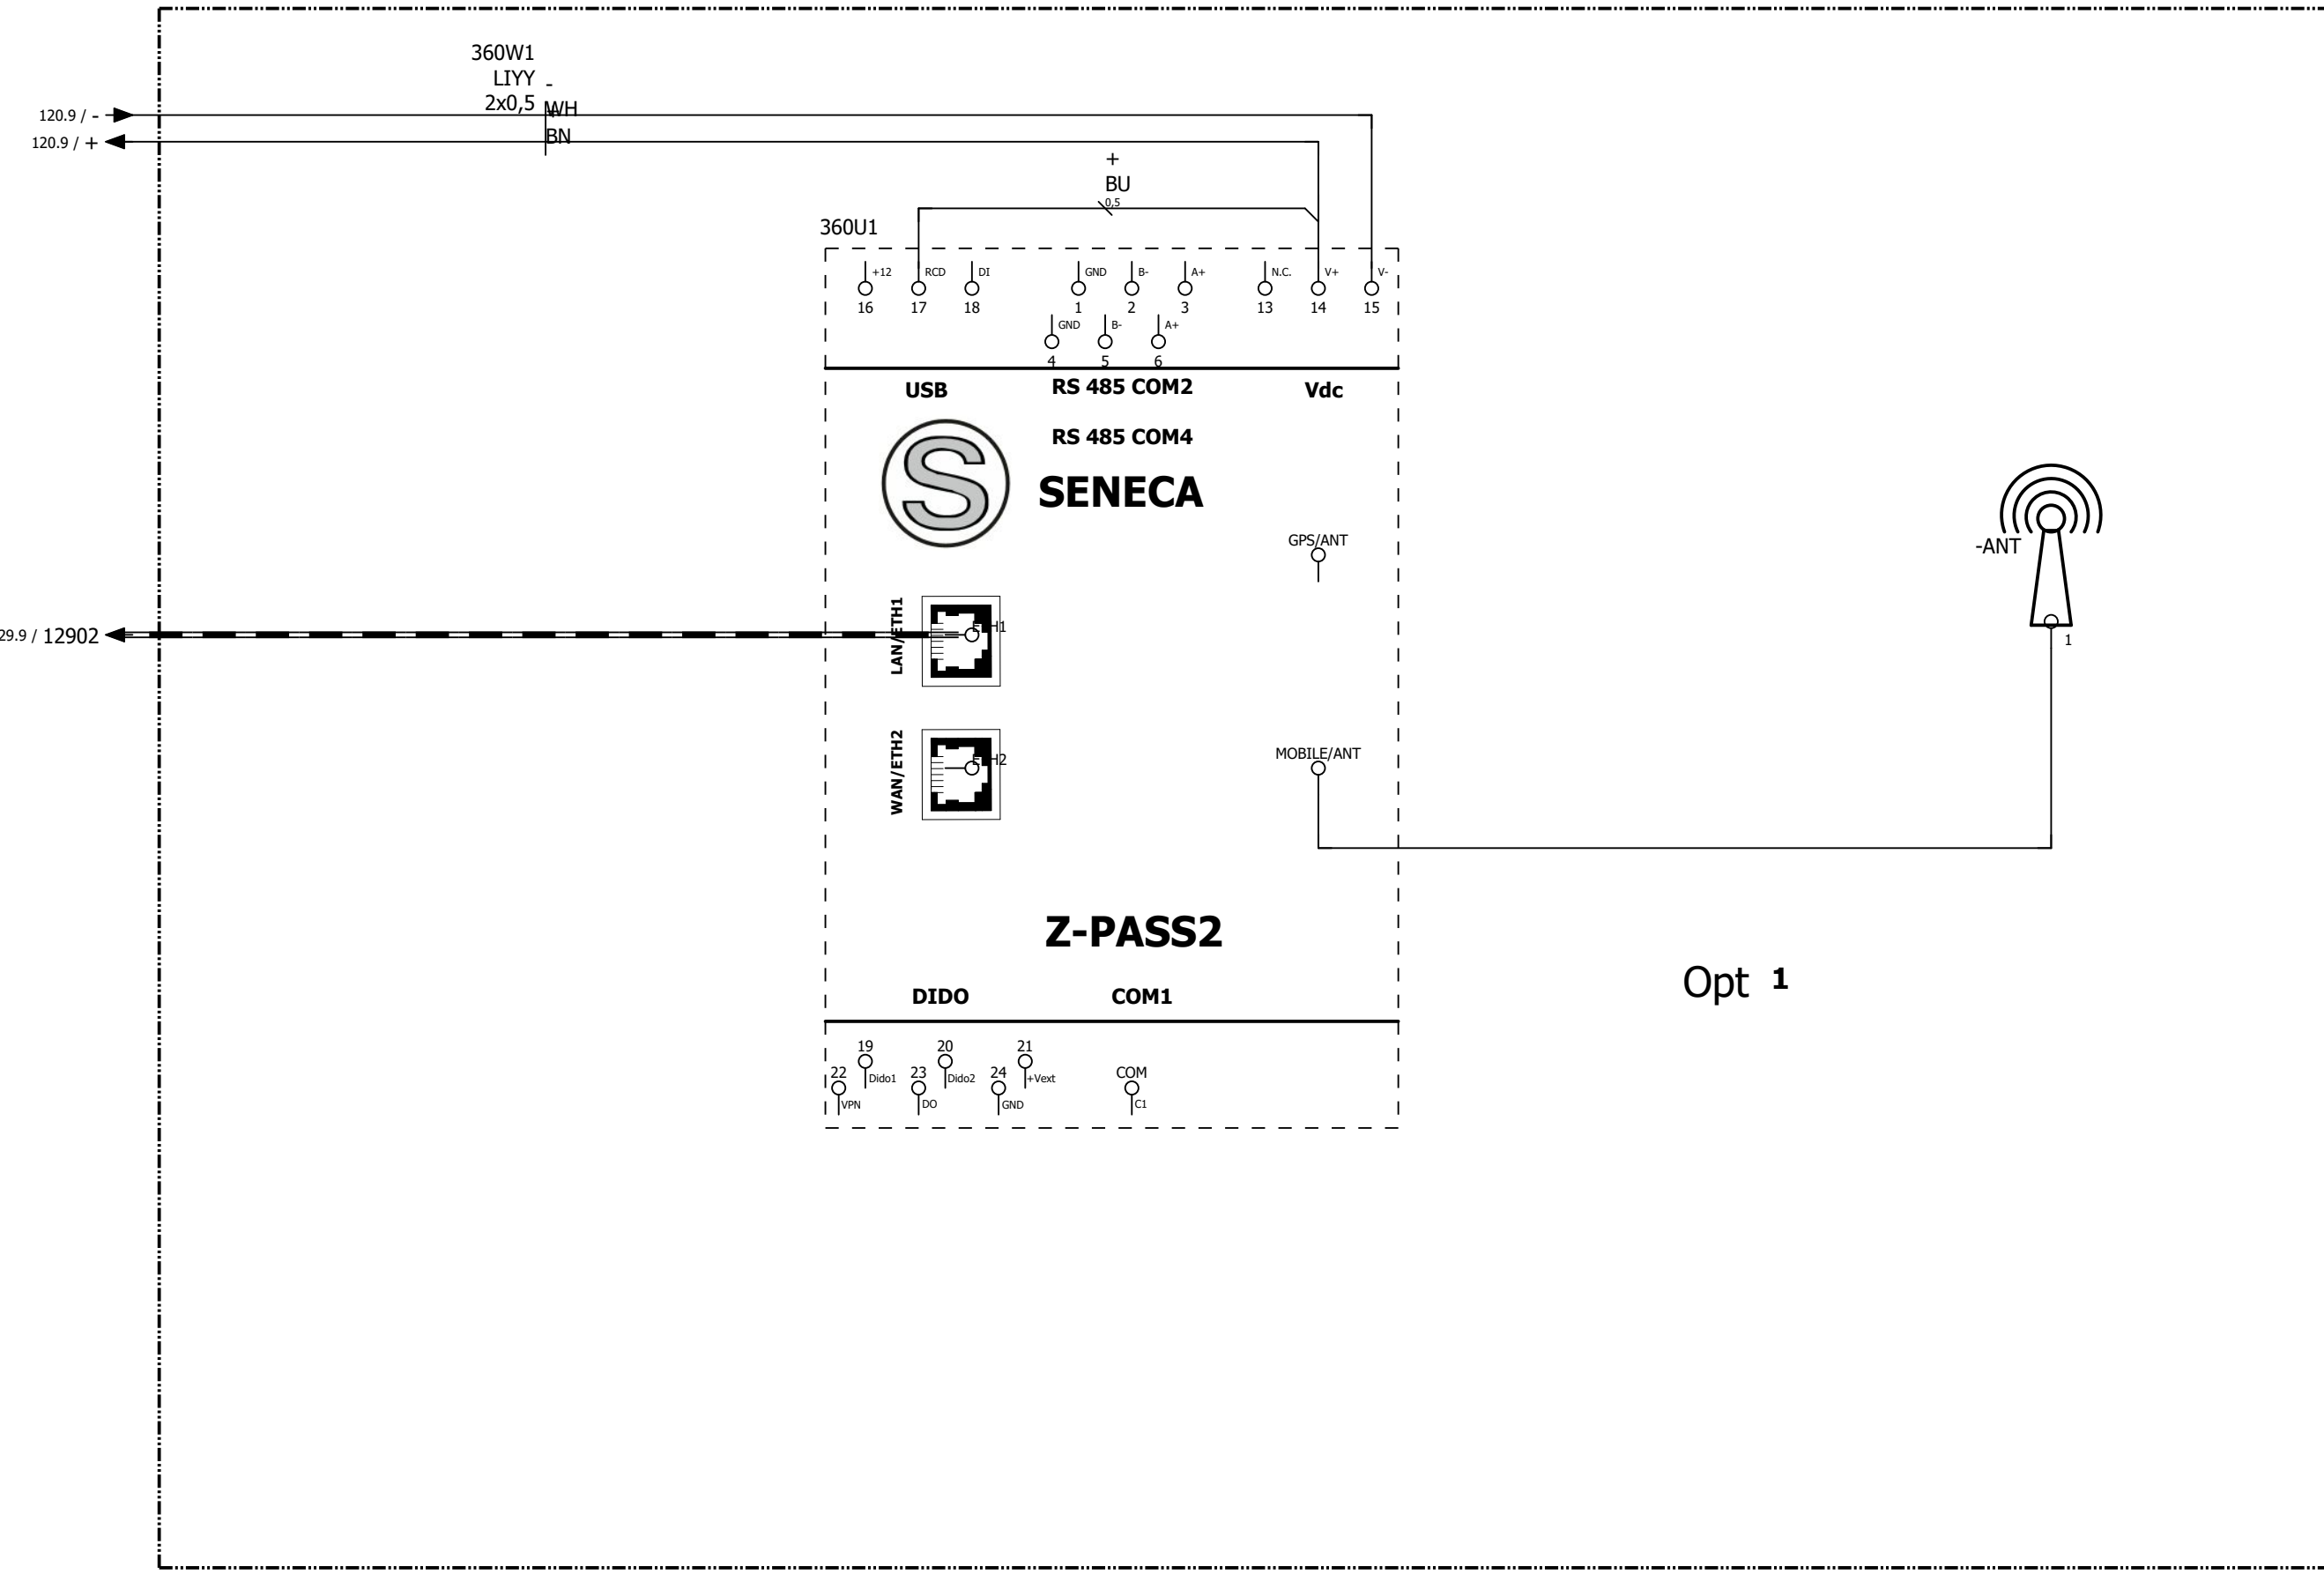 360W1
LIYY -
2x0,5 WH
120.9 / -
BN
120.9 / +
+
BU
0,5
360U1
+12 RCD DI GND B- A+ N.C. V+ V-
16 17 18 1 2 3 13 14 15
GND B- A+
4 5 6
USB RS 485 COM2 Vdc
RS 485 COM4
S SENECA
GPS/ANT
-ANT
LAN/ETH1
ETH1
29.9 / 12902
1
WAN/ETH2
ETH2
MOBILE/ANT
Z-PASS2
Opt 1
DIDO COM1
19 20 21
22 23 24 COM
Dido1 Dido2 +Vext
VPN DO GND C1